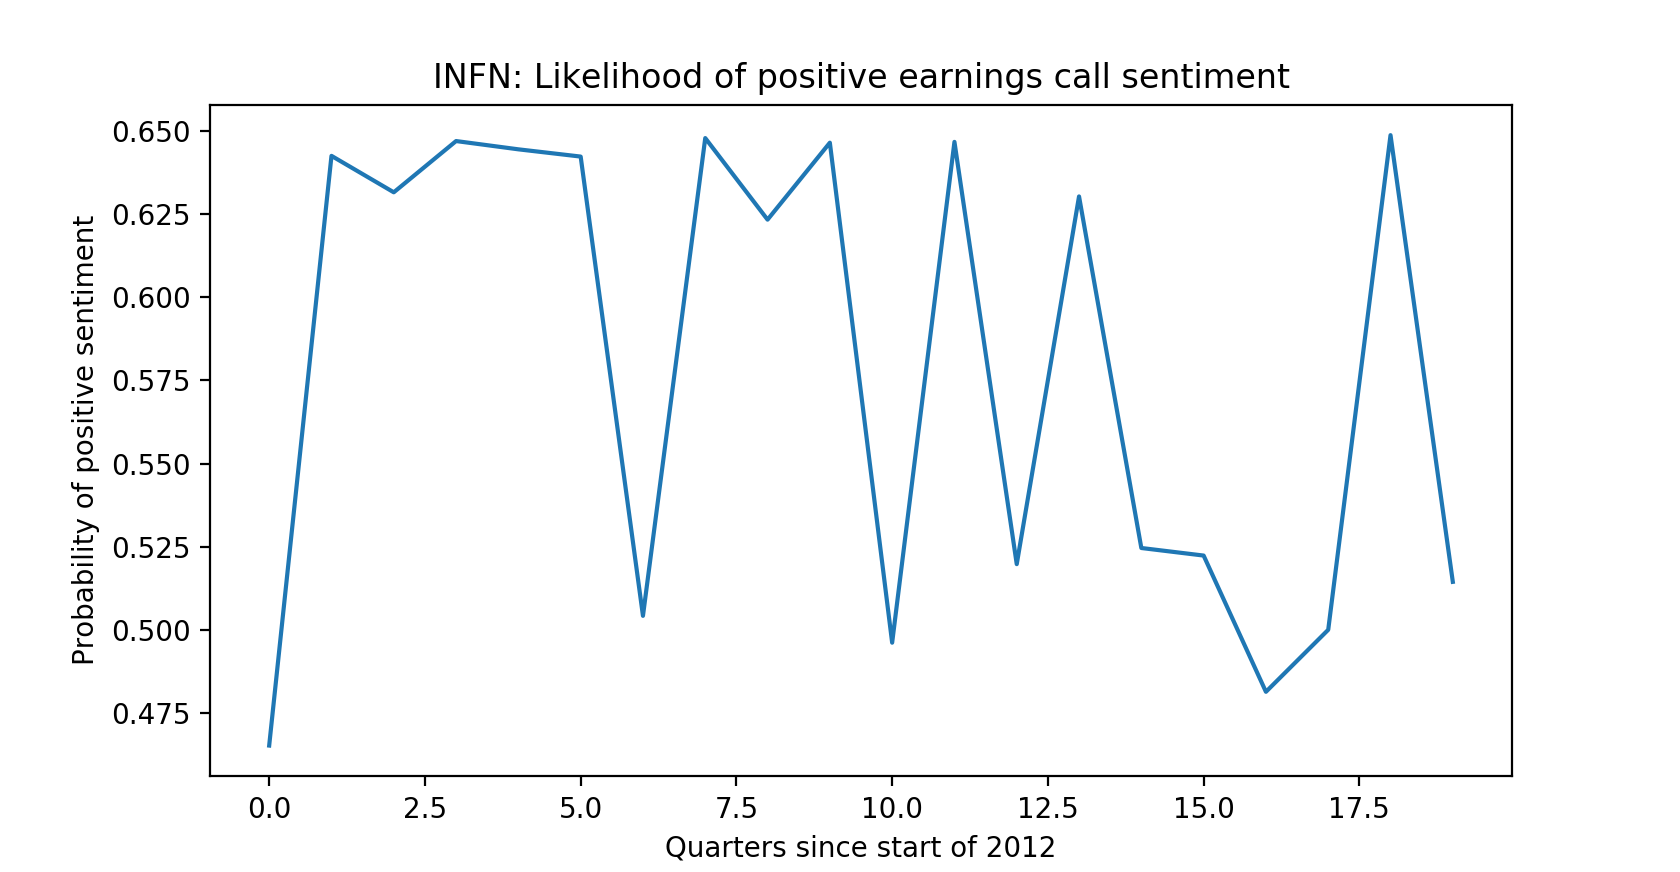 INFN: Likelihood of positive earnings call sentiment
Probability of positive sentiment
0.650
0.625
0.600
0.575
0.550
0.525
0.500
0.475
0.0 2.5 5.0 7.5 10.0 12.5 15.0 17.5
Quarters since start of 2012